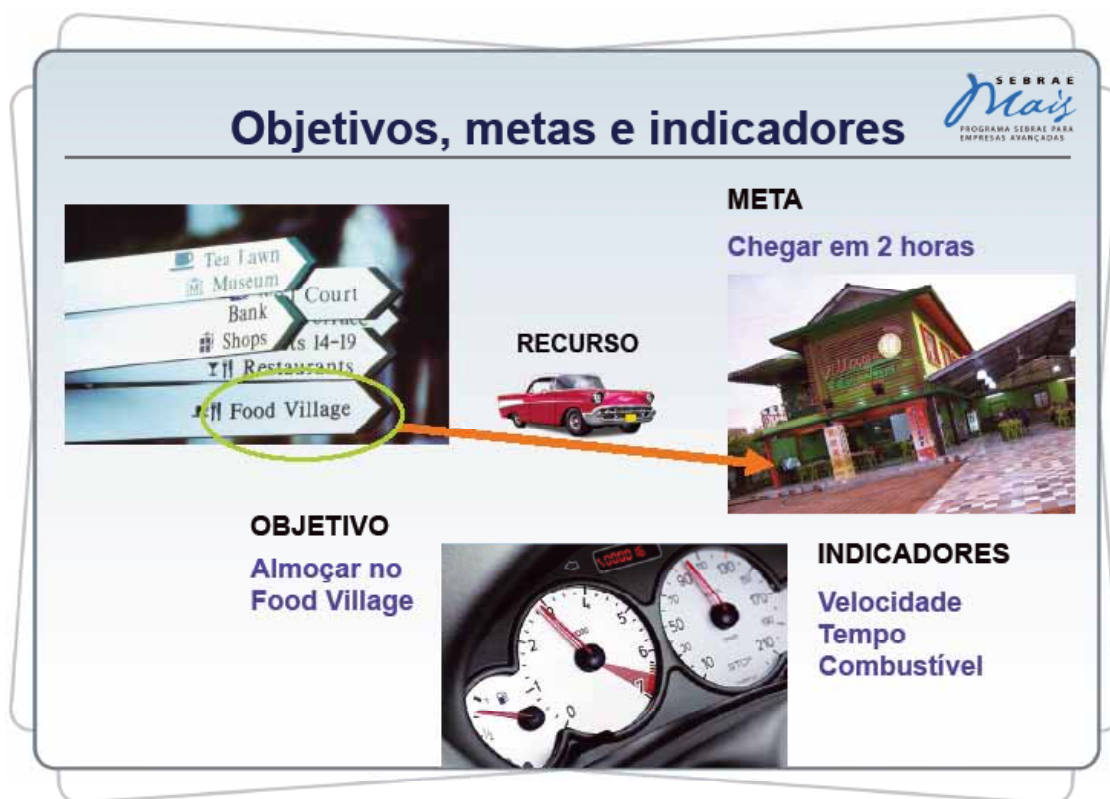 SEBRAE
Mais
PROGRAMA SEBRAE PARA
EMPRESAS AVANÇADAS
Objetivos, metas e indicadores
Tea Lawn
Museum
Court
Bank
Shops
14-19
Restaurants
Food Village
RECURSO
META
Chegar em 2 horas
OBJETIVO
Almoçar no
Food Village
INDICADORES
Velocidade
Tempo
Combustível